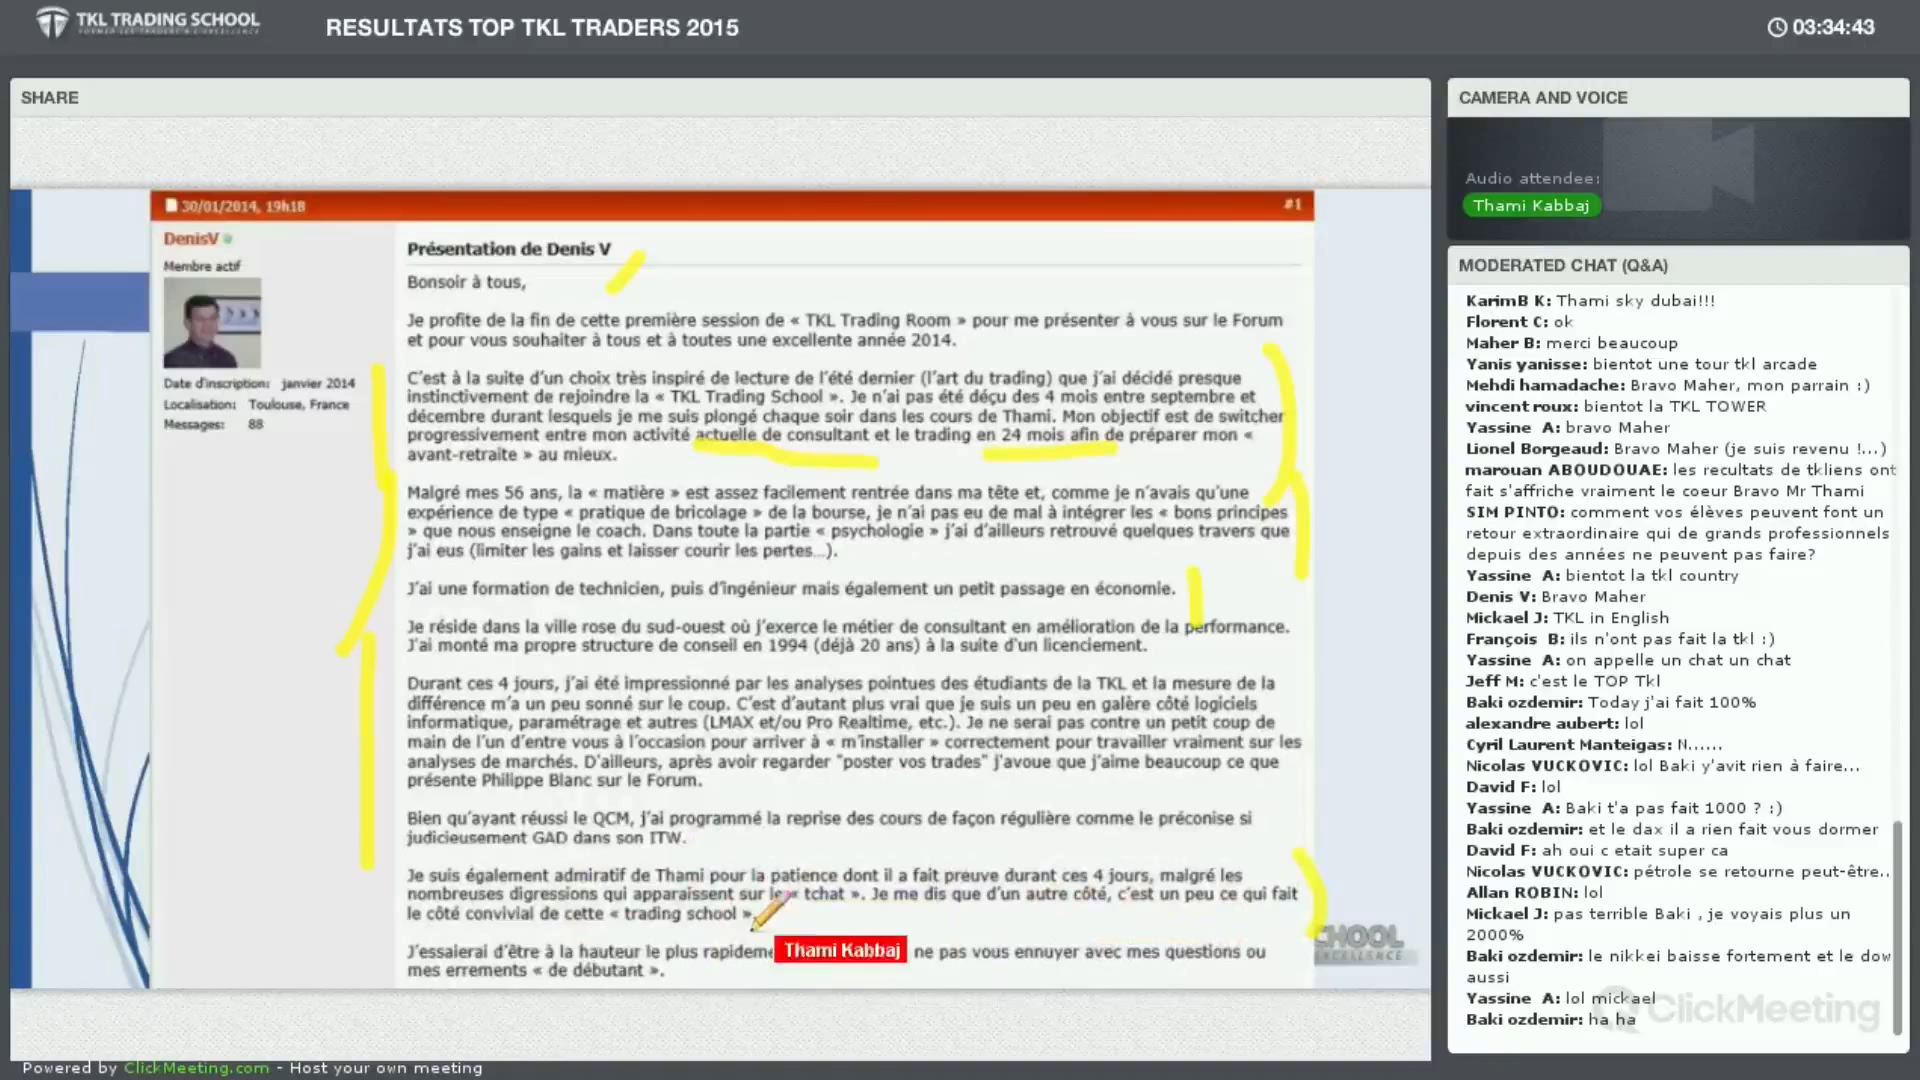 TKL TRADING SCHOOL
RESULTATS TOP TKL TRADERS 2015
03:34:43
SHARE
30/01/2014, 19h18
#1
DenisV
Membre actif
Date d'inscription: janvier 2014
Localisation: Toulouse, France
Messages: 88
Présentation de Denis V
Bonsoir à tous,
Je profite de la fin de cette première session de « TKL Trading Room » pour me présenter à vous sur le Forum
et pour vous souhaiter à tous et à toutes une excellente année 2014.
C'est à la suite d'un choix très inspiré de lecture de l'été dernier (l'art du trading) que j'ai décidé presque
instinctivement de rejoindre la « TKL Trading School ». Je n'ai pas été déçu des 4 mois entre septembre et
décembre durant lesquels je me suis plongé chaque soir dans les cours de Thami. Mon objectif est de switcher
progressivement entre mon activité actuelle de consultant et le trading en 24 mois afin de préparer mon «
avant-retraite » au mieux.
Malgré mes 56 ans, la « matière » est assez facilement rentrée dans ma tête et, comme je n'avais qu'une
expérience de type « pratique de bricolage » de la bourse, je n'ai pas eu de mal à intégrer les « bons principes
» que nous enseigne le coach. Dans toute la partie « psychologie » j'ai d'ailleurs retrouvé quelques travers que
j'ai eus (limiter les gains et laisser courir les pertes...).
J'ai une formation de technicien, puis d'ingénieur mais également un petit passage en économie.
Je réside dans la ville rose du sud-ouest où j'exerce le métier de consultant en amélioration de la performance.
J'ai monté ma propre structure de conseil en 1994 (déjà 20 ans) à la suite d'un licenciement.
Durant ces 4 jours, j'ai été impressionné par les analyses pointues des étudiants de la TKL et la mesure de la
différence m'a un peu sonné sur le coup. C'est d'autant plus vrai que je suis un peu en galère côté logiciels
informatique, paramétrage et autres (LMAX et/ou Pro Realtime, etc.). Je ne serai pas contre un petit coup de
main de l'un d'entre vous à l'occasion pour arriver à « m'installer » correctement pour travailler vraiment sur les
analyses de marchés. D'ailleurs, après avoir regarder "poster vos trades" j'avoue que j'aime beaucoup ce que
présente Philippe Blanc sur le Forum.
Bien qu'ayant réussi le QCM, j'ai programmé la reprise des cours de façon régulière comme le préconise si
judicieusement GAD dans son ITW.
Je suis également admiratif de Thami pour la patience dont il a fait preuve durant ces 4 jours, malgré les
nombreuses digressions qui apparaissent sur le « tchat ». Je me dis que d'un autre côté, c'est un peu ce qui fait
le côté convivial de cette « trading school ».
J'essaierai d'être à la hauteur le plus rapideme Thami Kabbaj ne pas vous ennuyer avec mes questions ou
mes errements « de débutant ».
CHOOL
EXCELLENCE
CAMERA AND VOICE
Audio attendee:
Thami Kabbaj
MODERATED CHAT (Q&A)
KarimB K: Thami sky dubai!!!
Florent C: ok
Maher B: merci beaucoup
Yanis yanisse: bientot une tour tkl arcade
Mehdi hamadache: Bravo Maher, mon parrain :)
vincent roux: bientot la TKL TOWER
Yassine A: bravo Maher
Lionel Borgeaud: Bravo Maher (je suis revenu !...)
marouan ABOUDOUAE: les recultats de tkliens ont
fait s'affiche vraiment le coeur Bravo Mr Thami
SIM PINTO: comment vos élèves peuvent font un
retour extraordinaire qui de grands professionnels
depuis des années ne peuvent pas faire?
Yassine A: bientot la tkl country
Denis V: Bravo Maher
Mickael J: TKL in English
François B: ils n'ont pas fait la tkl :)
Yassine A: on appelle un chat un chat
Jeff M: c'est le TOP Tkl
Baki ozdemir: Today j'ai fait 100%
alexandre aubert: lol
Cyril Laurent Manteigas: N......
Nicolas VUCKOVIC: lol Baki y'avit rien à faire...
David F: lol
Yassine A: Baki t'a pas fait 1000 ? :)
Baki ozdemir: et le dax il a rien fait vous dormer
David F: ah oui c etait super ca
Nicolas VUCKOVIC: pétrole se retourne peut-être..
Allan ROBIN: lol
Mickael J: pas terrible Baki , je voyais plus un
2000%
Baki ozdemir: le nikkei baisse fortement et le dow
aussi
Yassine A: lol mickael
Baki ozdemir: ha ha
ClickMeeting
Powered by ClickMeeting.com - Host your own meeting